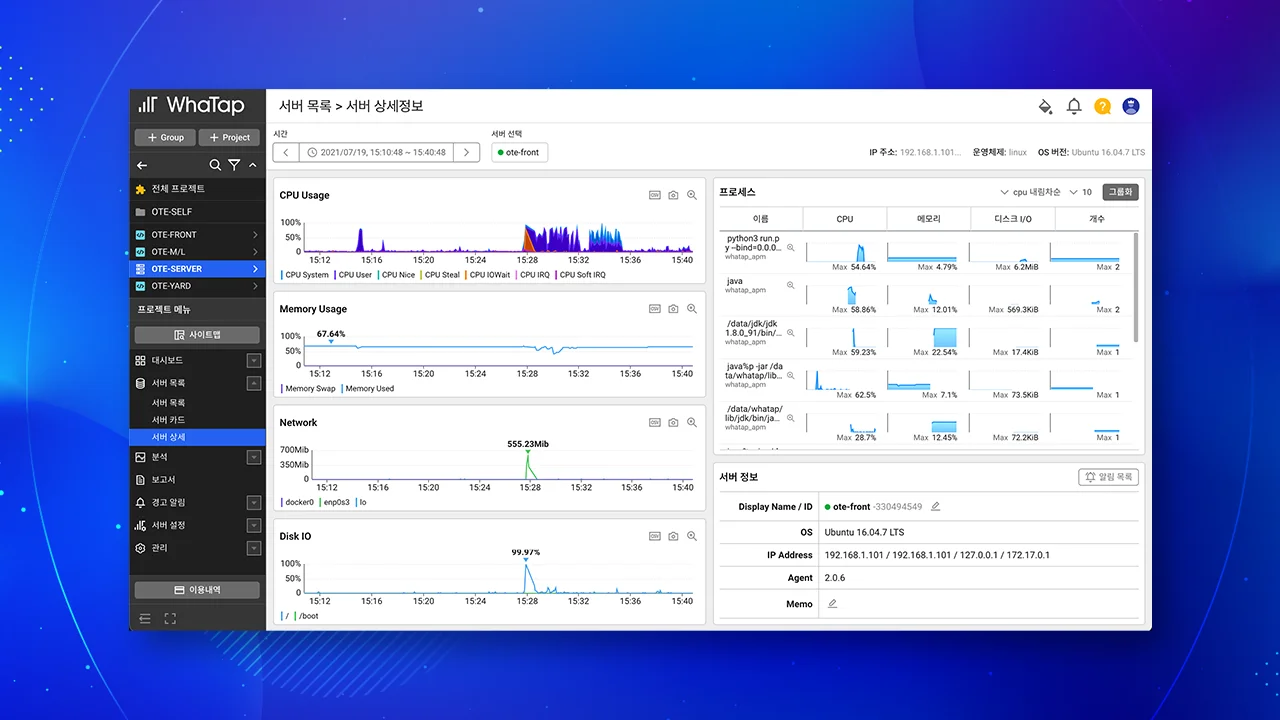 WhaTap
서버 목록 > 서버 상세정보
+ Group
+ Project
전체 프로젝트
OTE-SELF
OTE-FRONT
OTE-M/L
OTE-SERVER
OTE-YARD
프로젝트 메뉴
사이트맵
대시보드
서버 목록
서버 목록
서버 카드
서버 상세
분석
보고서
경고 알림
서버 설정
관리
이용내역
시간
2021/07/19, 15:10:48 ~ 15:40:48
서버 선택
ote-front
IP 주소: 192.168.1.101... 운영체제: linux OS 버전: Ubuntu 16.04.7 LTS
CPU Usage
CSV
100%
50%
0
15:12 15:16 15:20 15:24 15:28 15:32 15:36 15:40
CPU System CPU User CPU Nice CPU Steal CPU IOWait CPU IRQ CPU Soft IRQ
Memory Usage
CSV
67.64%
100%
50%
0
15:12 15:16 15:20 15:24 15:28 15:32 15:36 15:40
Memory Swap Memory Used
Network
CSV
555.23Mib
700Mib
350Mib
0
15:12 15:16 15:20 15:24 15:28 15:32 15:36 15:40
docker0 enp0s3 lo
Disk IO
CSV
99.97%
100%
50%
0
15:12 15:16 15:20 15:24 15:28 15:32 15:36 15:40
/ /boot
프로세스
cpu 내림차순 10 그룹화
이름 CPU 메모리 디스크 I/O 개수
python3 run.p
y --bind=0.0.0...
whatap_apm
Max 54.64% Max 4.79% Max 6.2MiB Max 2
java
whatap_apm
Max 58.86% Max 12.01% Max 569.3KiB Max 2
/data/jdk/jdk
1.8.0_91/bin/...
whatap_apm
Max 59.23% Max 22.54% Max 17.4KiB Max 1
java%p -jar /da
ta/whatap/lib...
whatap_apm
Max 62.5% Max 7.1% Max 73.5KiB Max 1
/data/whatap/
lib/jdk/bin/ja...
whatap_apm
Max 28.7% Max 12.45% Max 72.2KiB Max 1
서버 정보
알림 목록
Display Name / ID ote-front -330494549
OS Ubuntu 16.04.7 LTS
IP Address 192.168.1.101 / 192.168.1.101 / 127.0.0.1 / 172.17.0.1
Agent 2.0.6
Memo